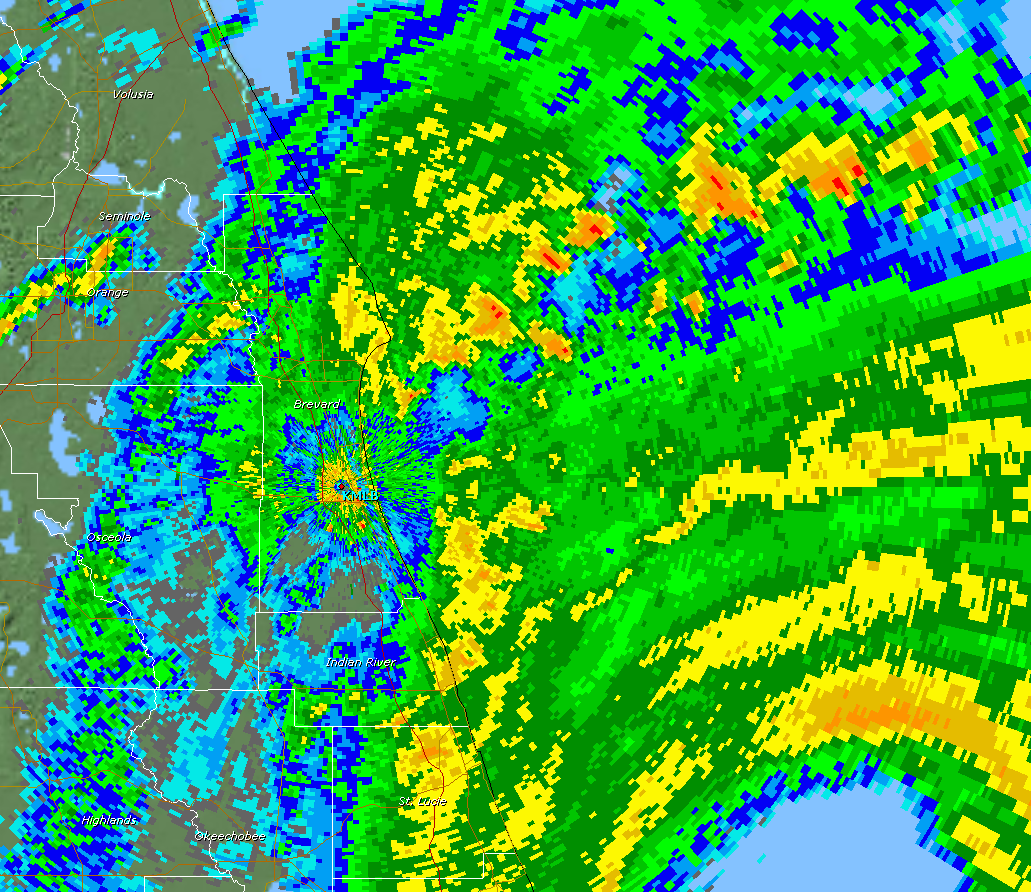 Volusia
Seminole
Orange
Brevard
KMLB
Osceola
Indian River
St. Lucie
Highlands
Okeechobee